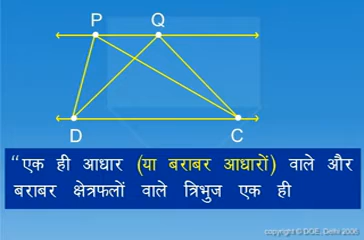 P Q
D C
“एक ही आधार (या बराबर आधारों) वाले और
बराबर क्षेत्रफलों वाले त्रिभुज एक ही
copyright © DOE, Delhi 2006